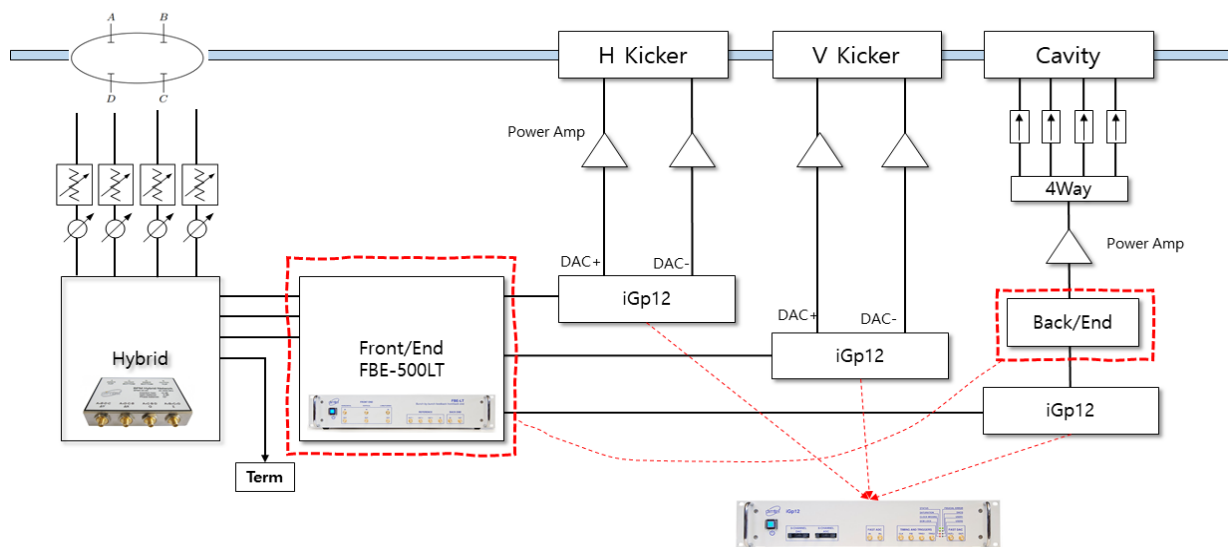 A
B
D
C
H Kicker
V Kicker
Cavity
Power Amp
4Way
Power Amp
DAC+
DAC-
iGp12
DAC+
DAC-
iGp12
Back/End
iGp12
Hybrid
Front/End
FBE-500LT
Term
iGp12